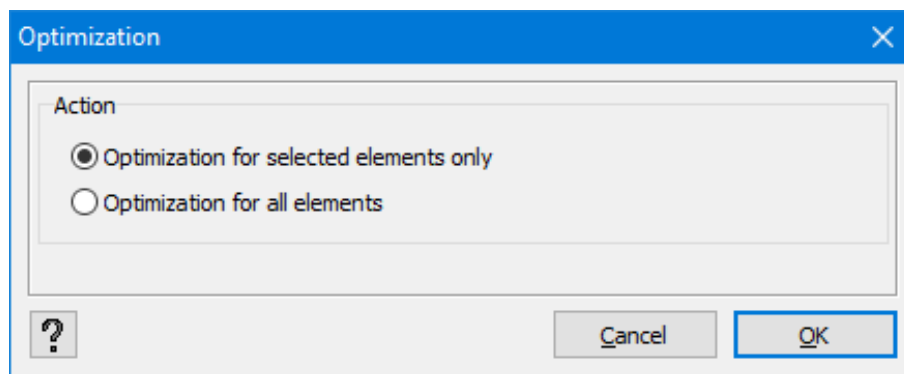 Optimization
Action
Optimization for selected elements only
Optimization for all elements
?
Cancel
OK